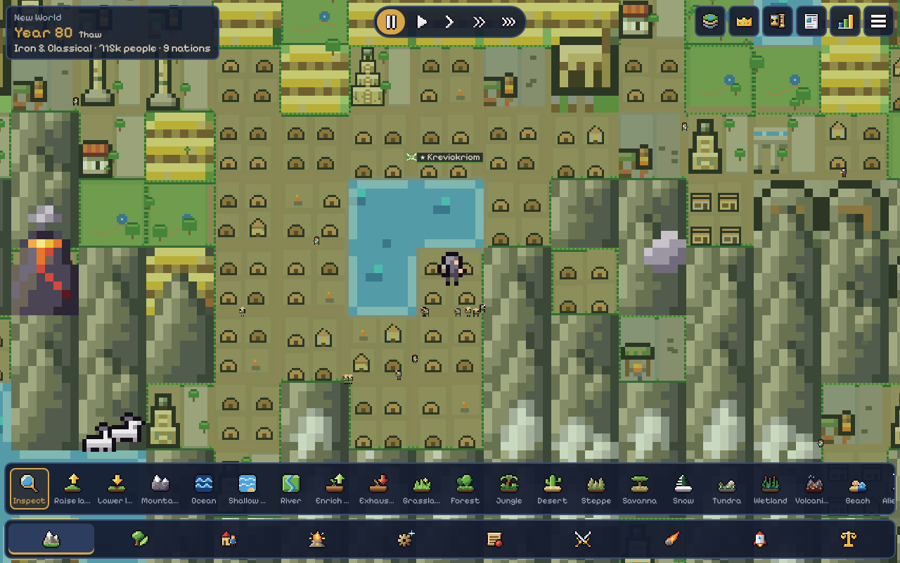 New World
Year 80 Thaw
Iron & Classical · 719k people · 9 nations
★ Kreviokriom
Inspect
Raise la...
Lower l...
Mounta...
Ocean
Shallow ...
River
Enrich ...
Exhaus...
Grassla...
Forest
Jungle
Desert
Steppe
Savanna
Snow
Tundra
Wetland
Volcani...
Beach